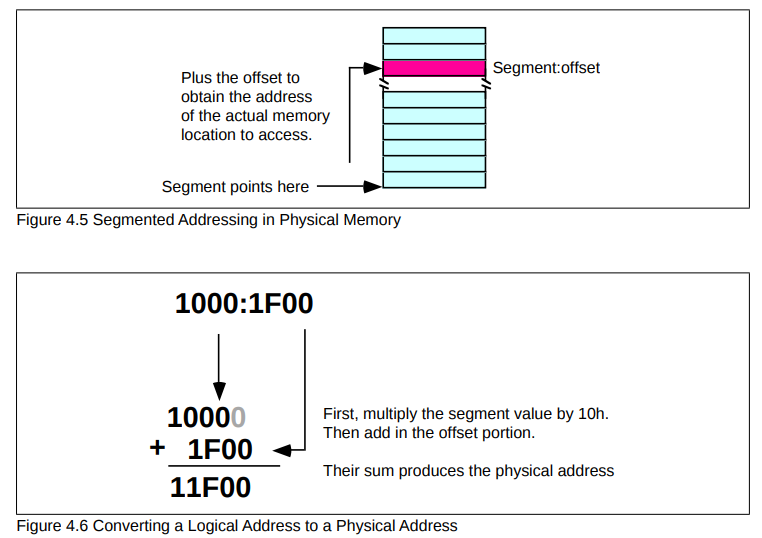 Plus the offset to
obtain the address
of the actual memory
location to access.
Segment:offset
Segment points here
Figure 4.5 Segmented Addressing in Physical Memory
1000:1F00
10000
+ 1F00
11F00
First, multiply the segment value by 10h.
Then add in the offset portion.
Their sum produces the physical address
Figure 4.6 Converting a Logical Address to a Physical Address